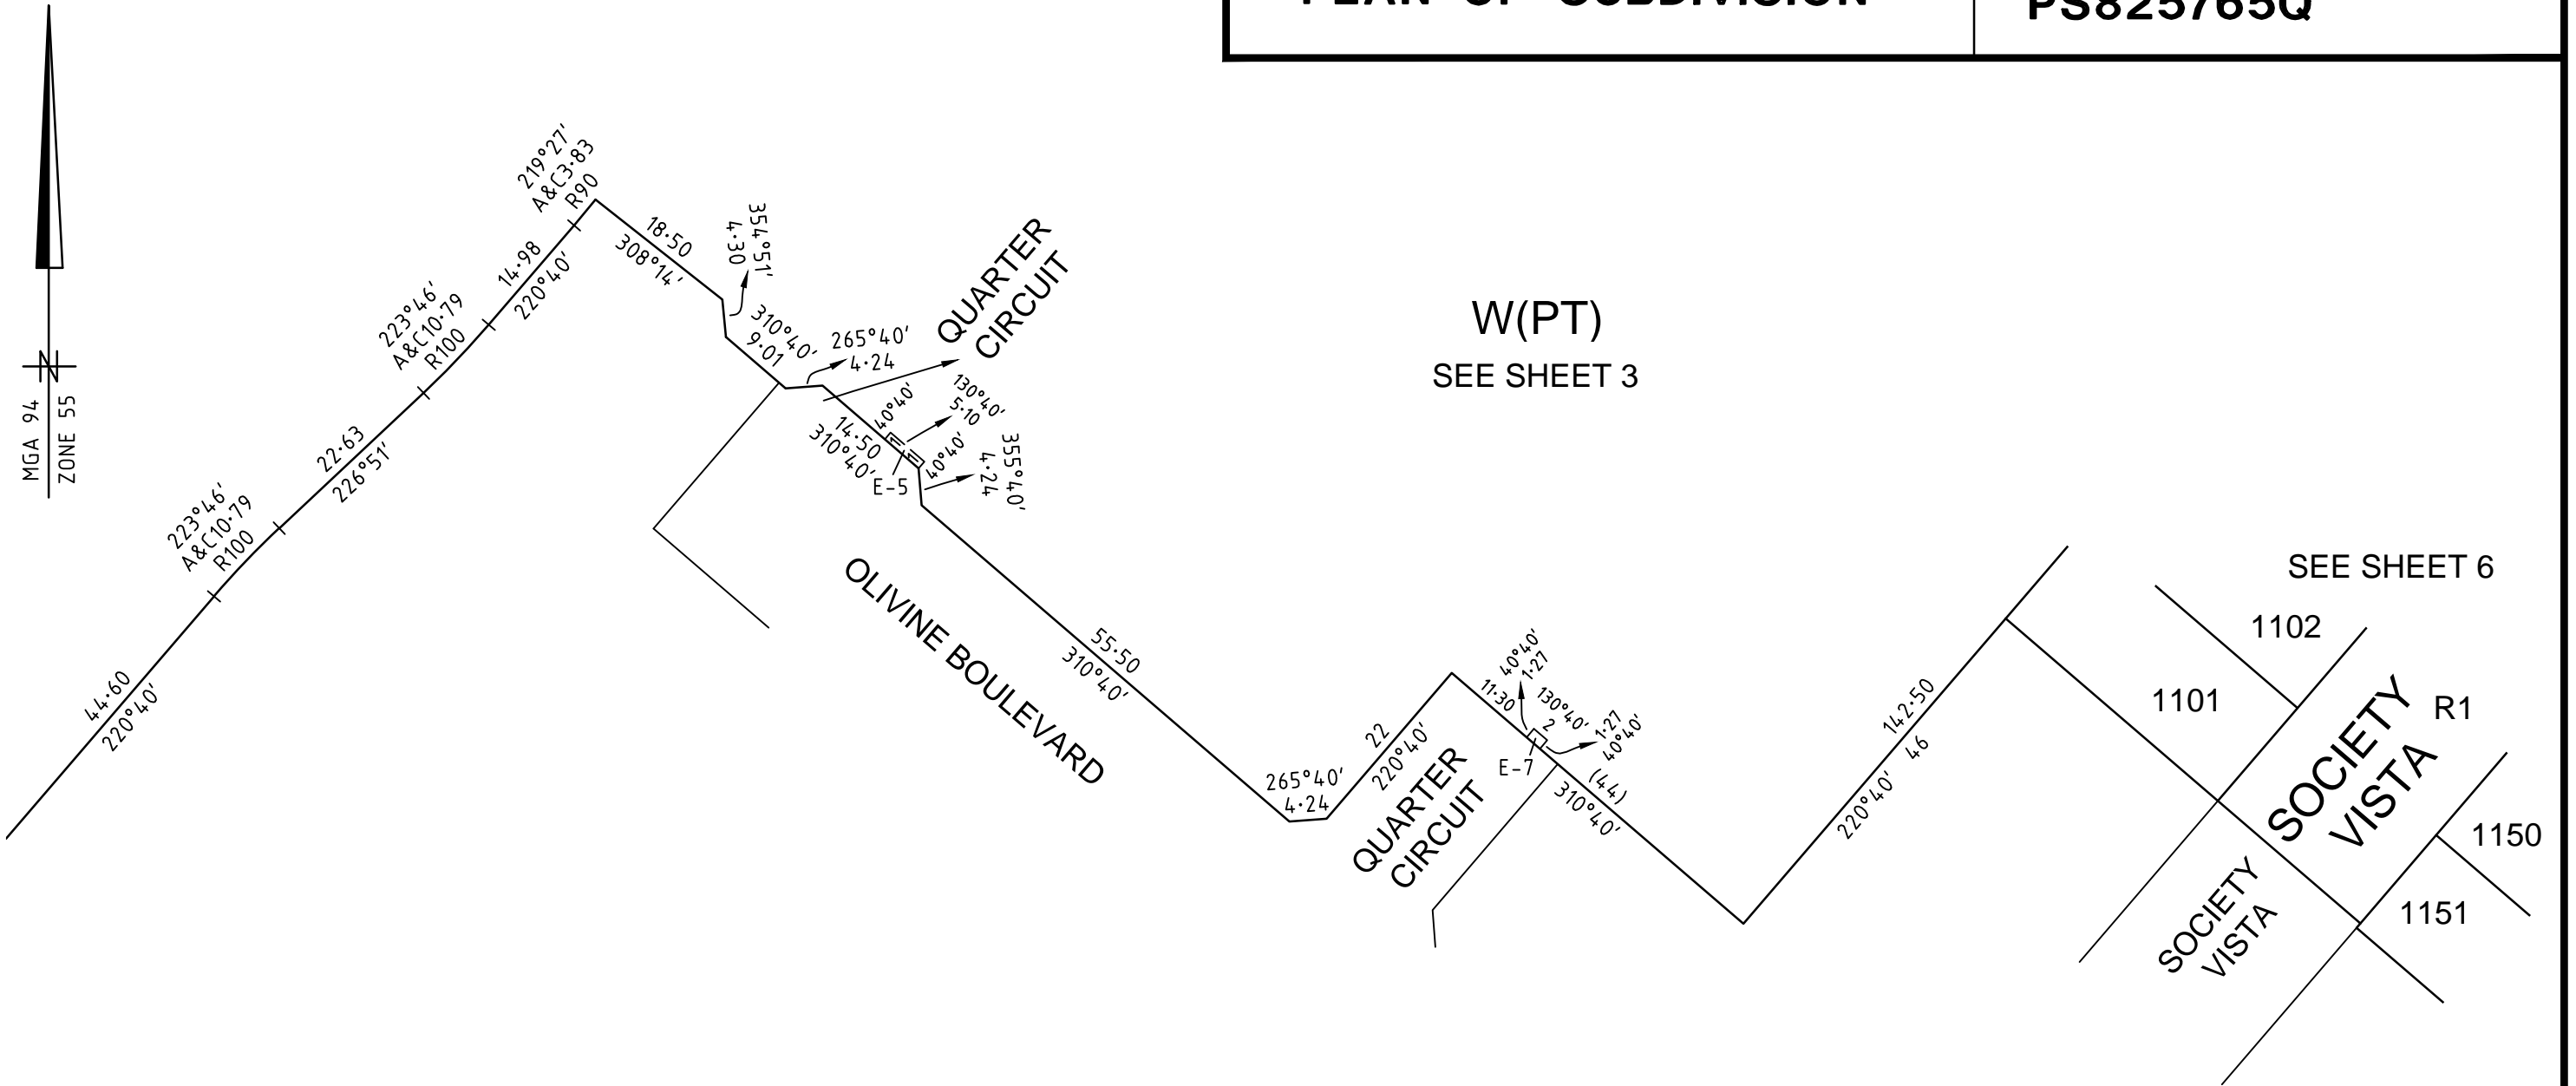 PLAN OF SUBDIVISION
PS825765Q
MGA 94
ZONE 55
219°27'
A&C3·83
R90
14·98
220°40'
223°46'
A&C10·79
R100
22·63
226°51'
223°46'
A&C10·79
R100
44·60
220°40'
18·50
308°14'
354°51'
4·30
310°40'
9·01
265°40'
4·24
QUARTER
CIRCUIT
14·50
310°40'
40°40'
130°40'
5·10
40°40'
E-5
355°40'
4·24
OLIVINE BOULEVARD
55·50
310°40'
265°40'
4·24
22
220°40'
QUARTER
CIRCUIT
11·30
40°40'
1·27
130°40'
2
1·27
40°40'
E-7
(44)
310°40'
W(PT)
SEE SHEET 3
142·50
220°40'
46
SEE SHEET 6
1102
1101
R1
SOCIETY
VISTA
SOCIETY
VISTA
1150
1151